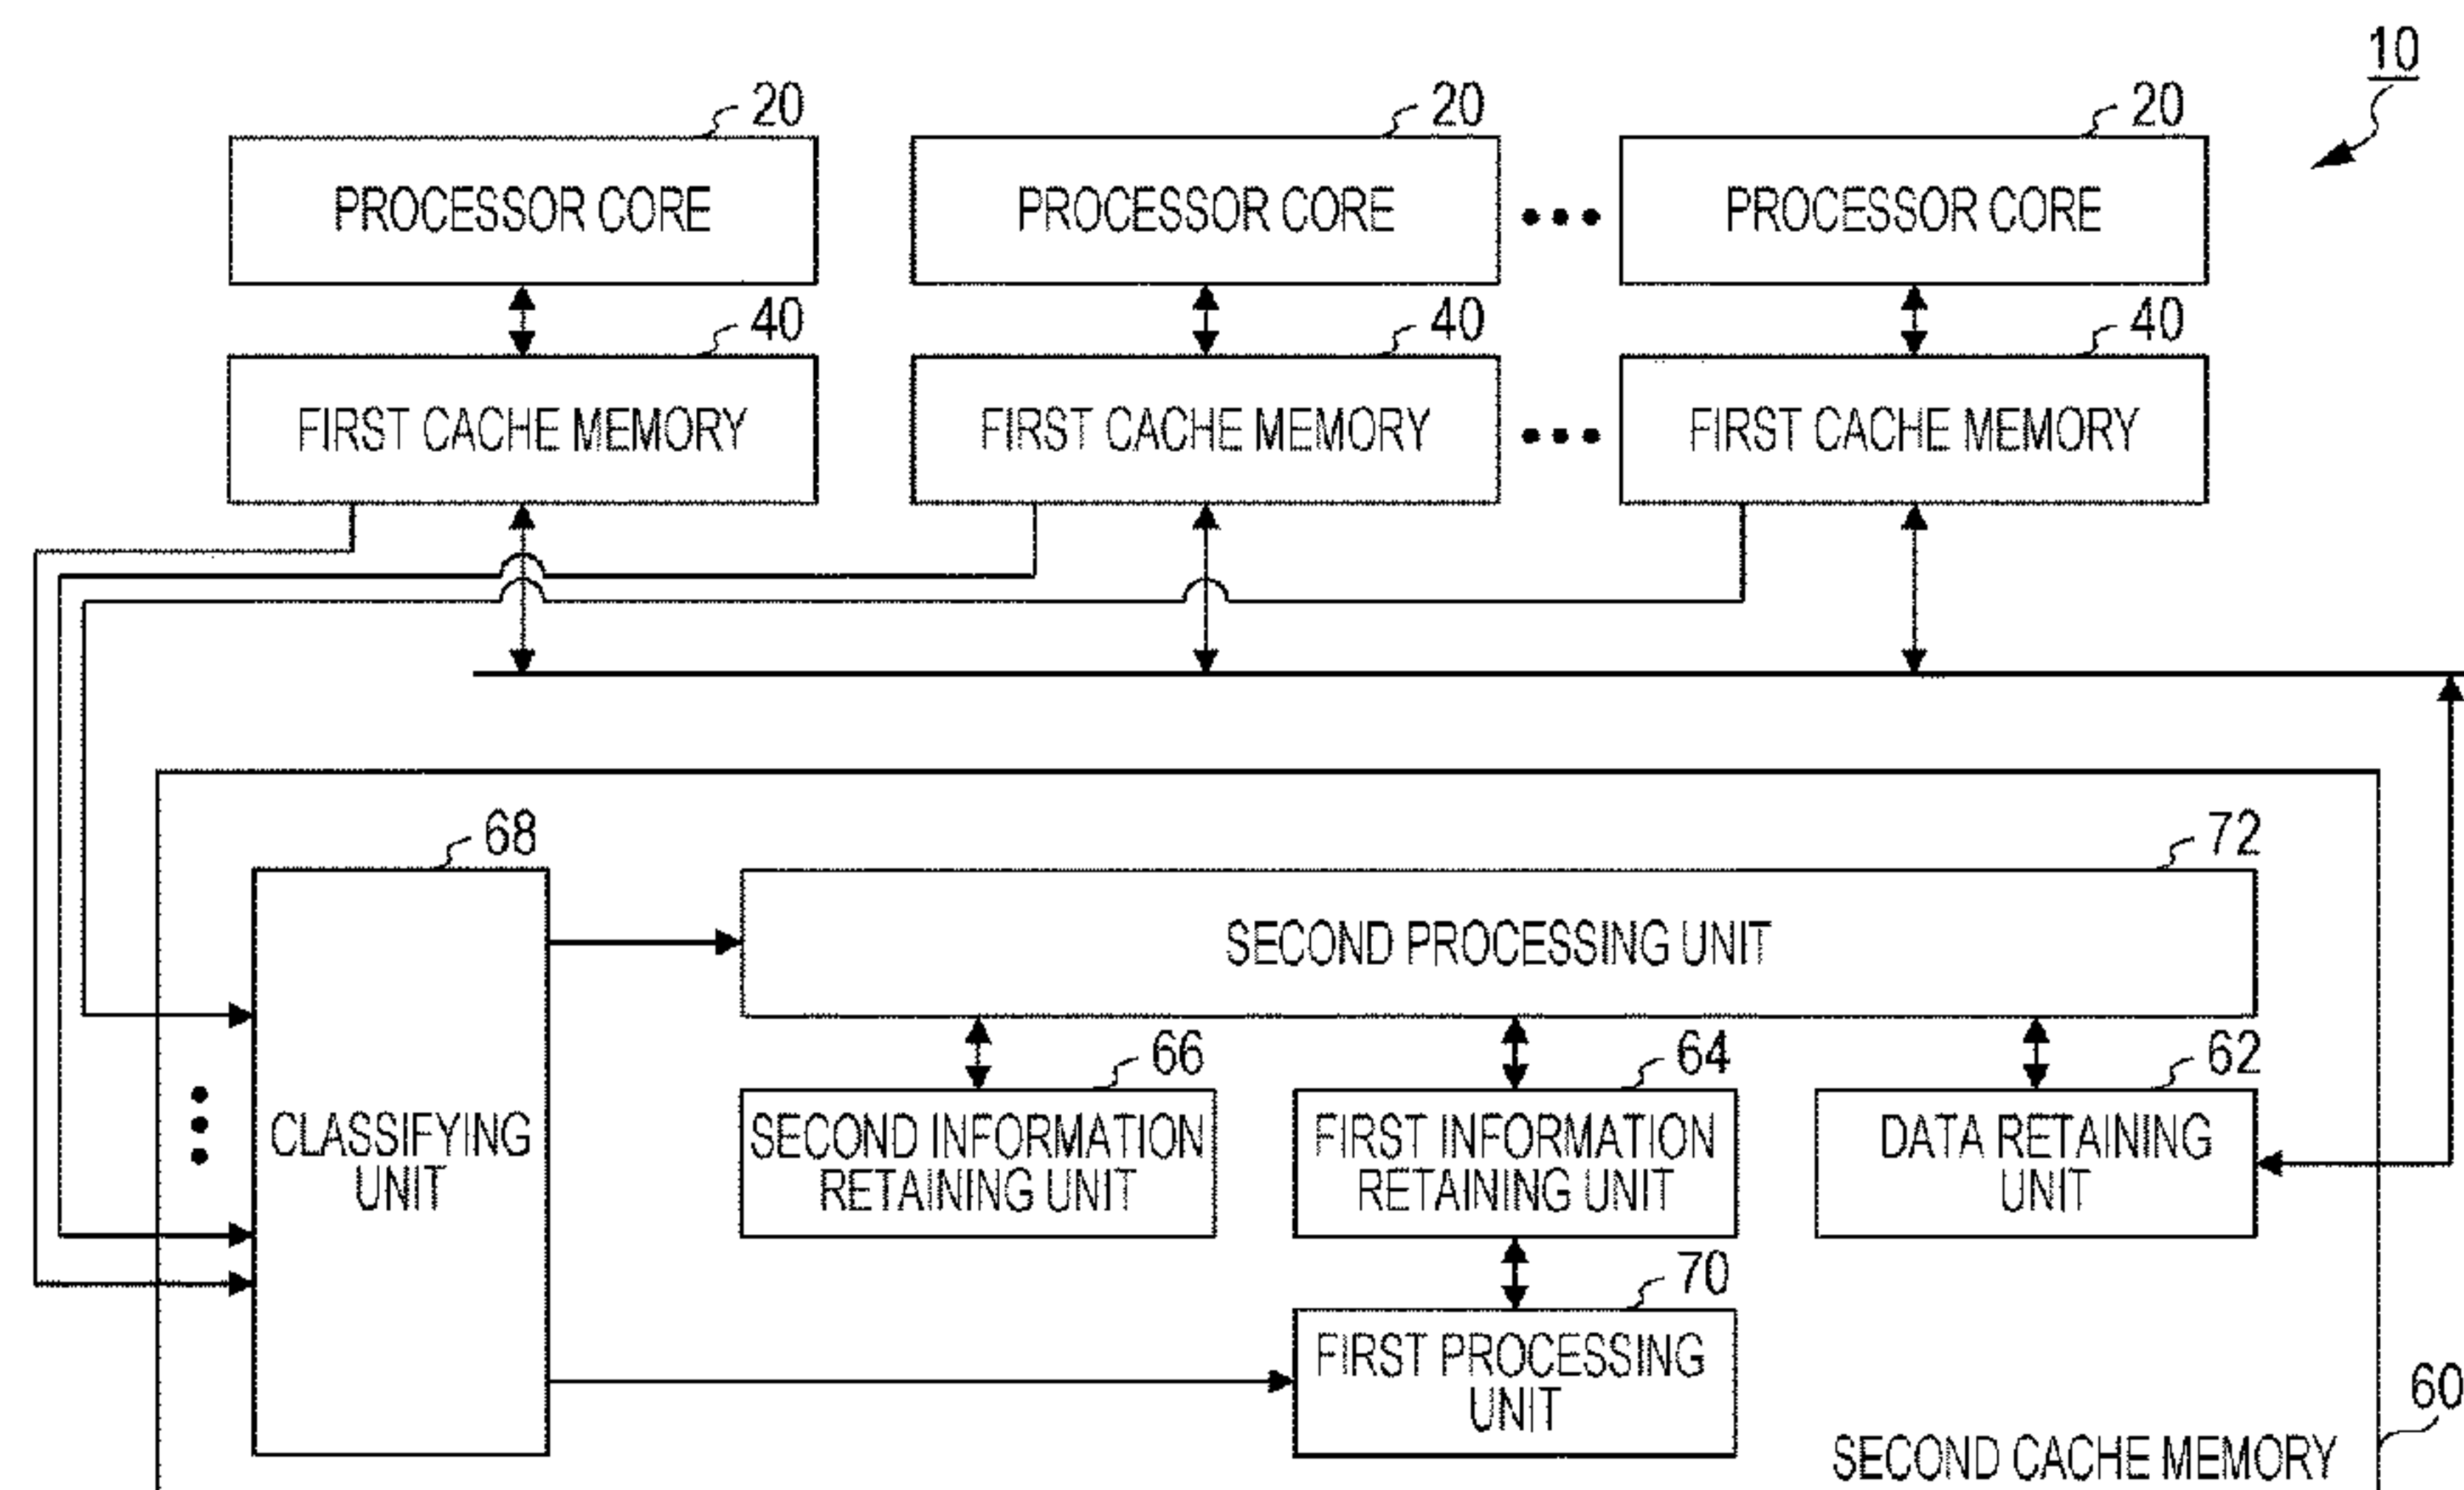 10
20
20
20
PROCESSOR CORE
PROCESSOR CORE
PROCESSOR CORE
40
40
40
FIRST CACHE MEMORY
FIRST CACHE MEMORY
FIRST CACHE MEMORY
68
72
CLASSIFYING
UNIT
SECOND PROCESSING UNIT
66
64
62
SECOND INFORMATION
RETAINING UNIT
FIRST INFORMATION
RETAINING UNIT
DATA RETAINING
UNIT
70
FIRST PROCESSING
UNIT
60
SECOND CACHE MEMORY